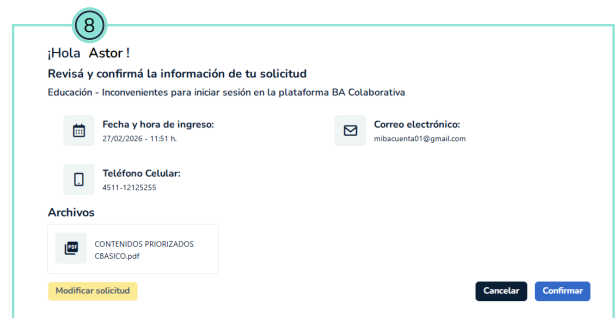 8
¡Hola Astor !
Revisá y confirmá la información de tu solicitud
Educación - Inconvenientes para iniciar sesión en la plataforma BA Colaborativa
Fecha y hora de ingreso:
27/02/2026 - 11:51 h.
Correo electrónico:
mibacuenta01@gmail.com
Teléfono Celular:
4511-12125255
Archivos
PDF
CONTENIDOS PRIORIZADOS
CBASICO.pdf
Modificar solicitud
Cancelar
Confirmar